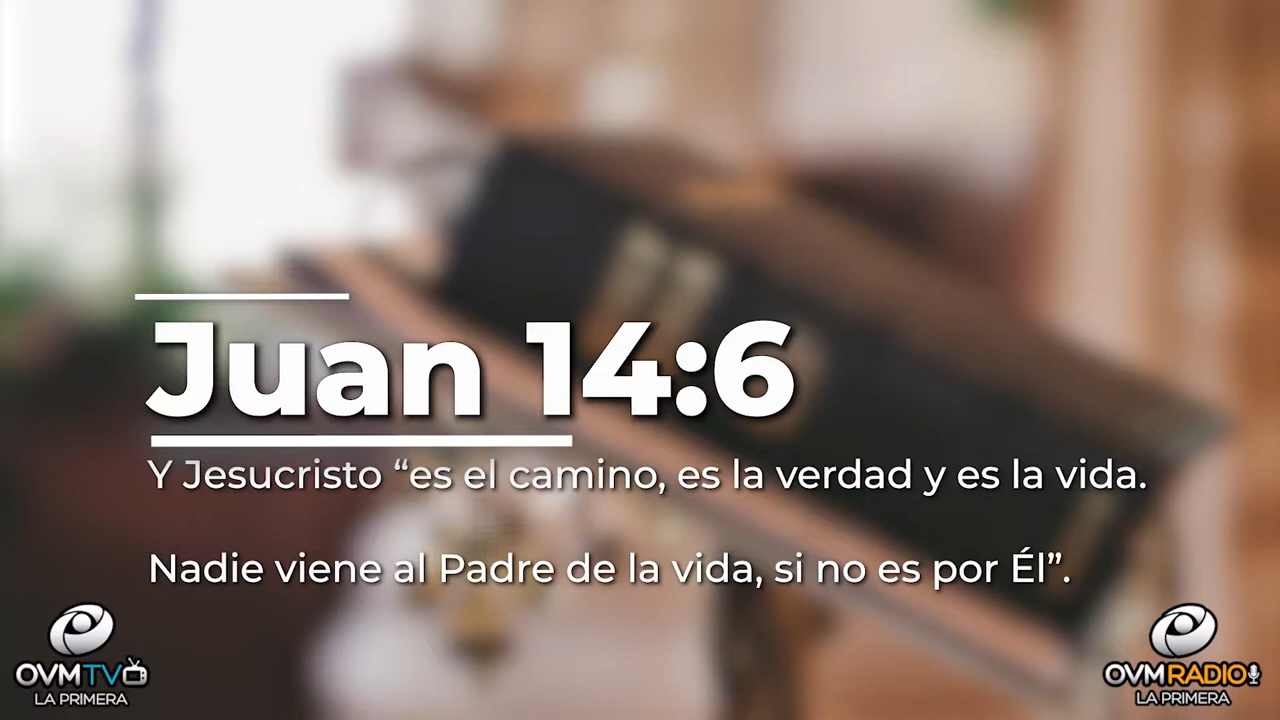 Juan 14:6
Y Jesucristo “es el camino, es la verdad y es la vida.
Nadie viene al Padre de la vida, si no es por Él”.
OVMTV
LA PRIMERA
OVMRADIO
LA PRIMERA